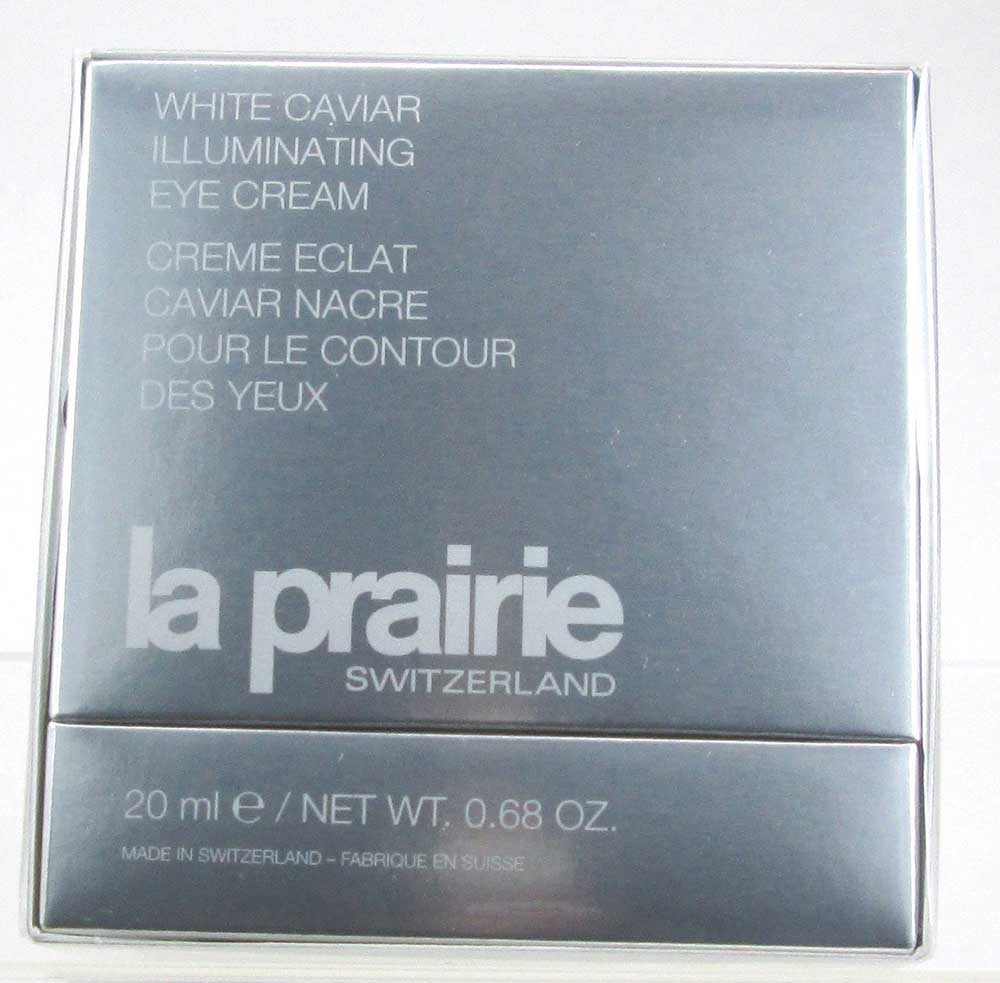 WHITE CAVIAR
ILLUMINATING
EYE CREAM
CREME ECLAT
CAVIAR NACRE
POUR LE CONTOUR
DES YEUX
la prairie
SWITZERLAND
20 ml ℮ / NET WT. 0.68 OZ.
MADE IN SWITZERLAND – FABRIQUE EN SUISSE